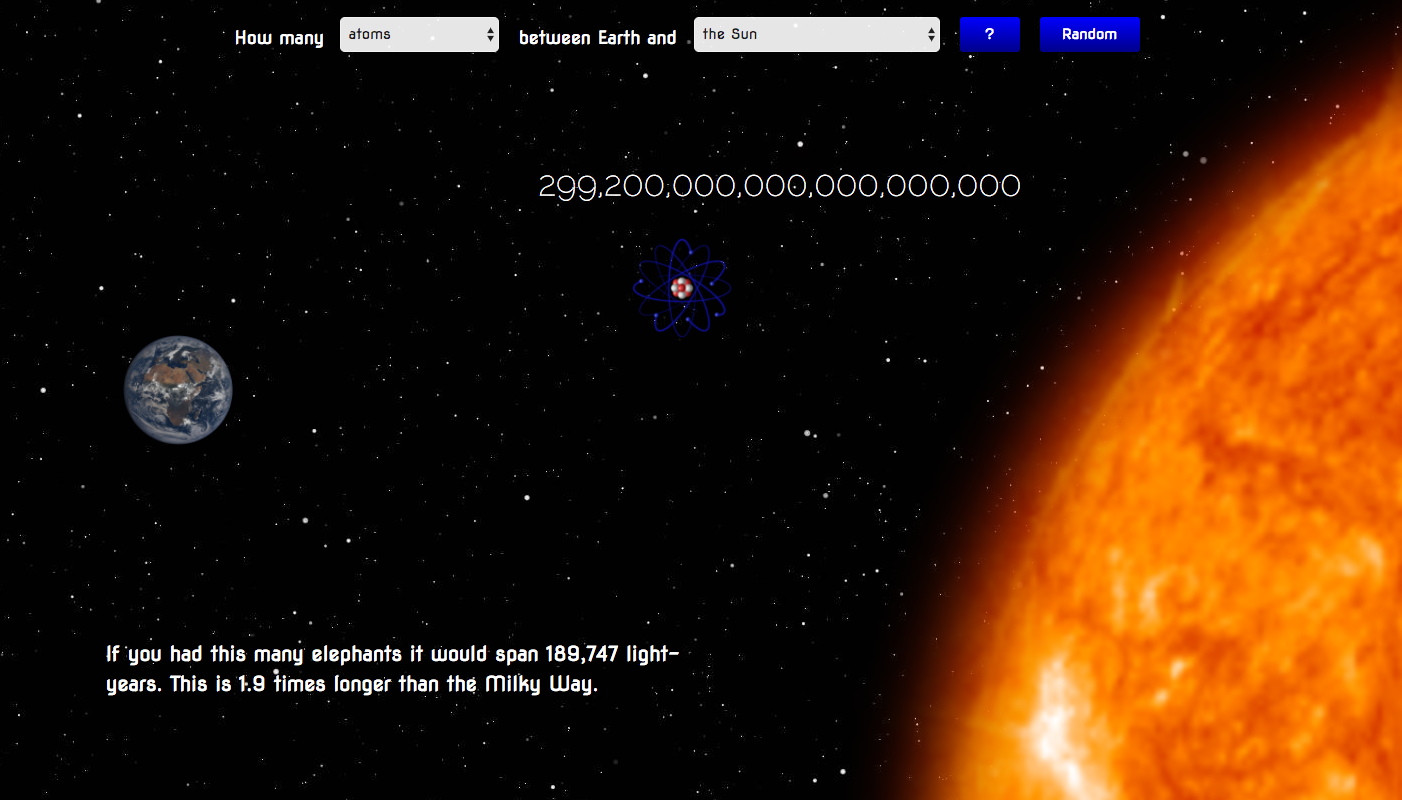 How many atoms between Earth and the Sun ? Random
299,200,000,000,000,000,000
If you had this many elephants it would span 189,747 light-
years. This is 1.9 times longer than the Milky Way.